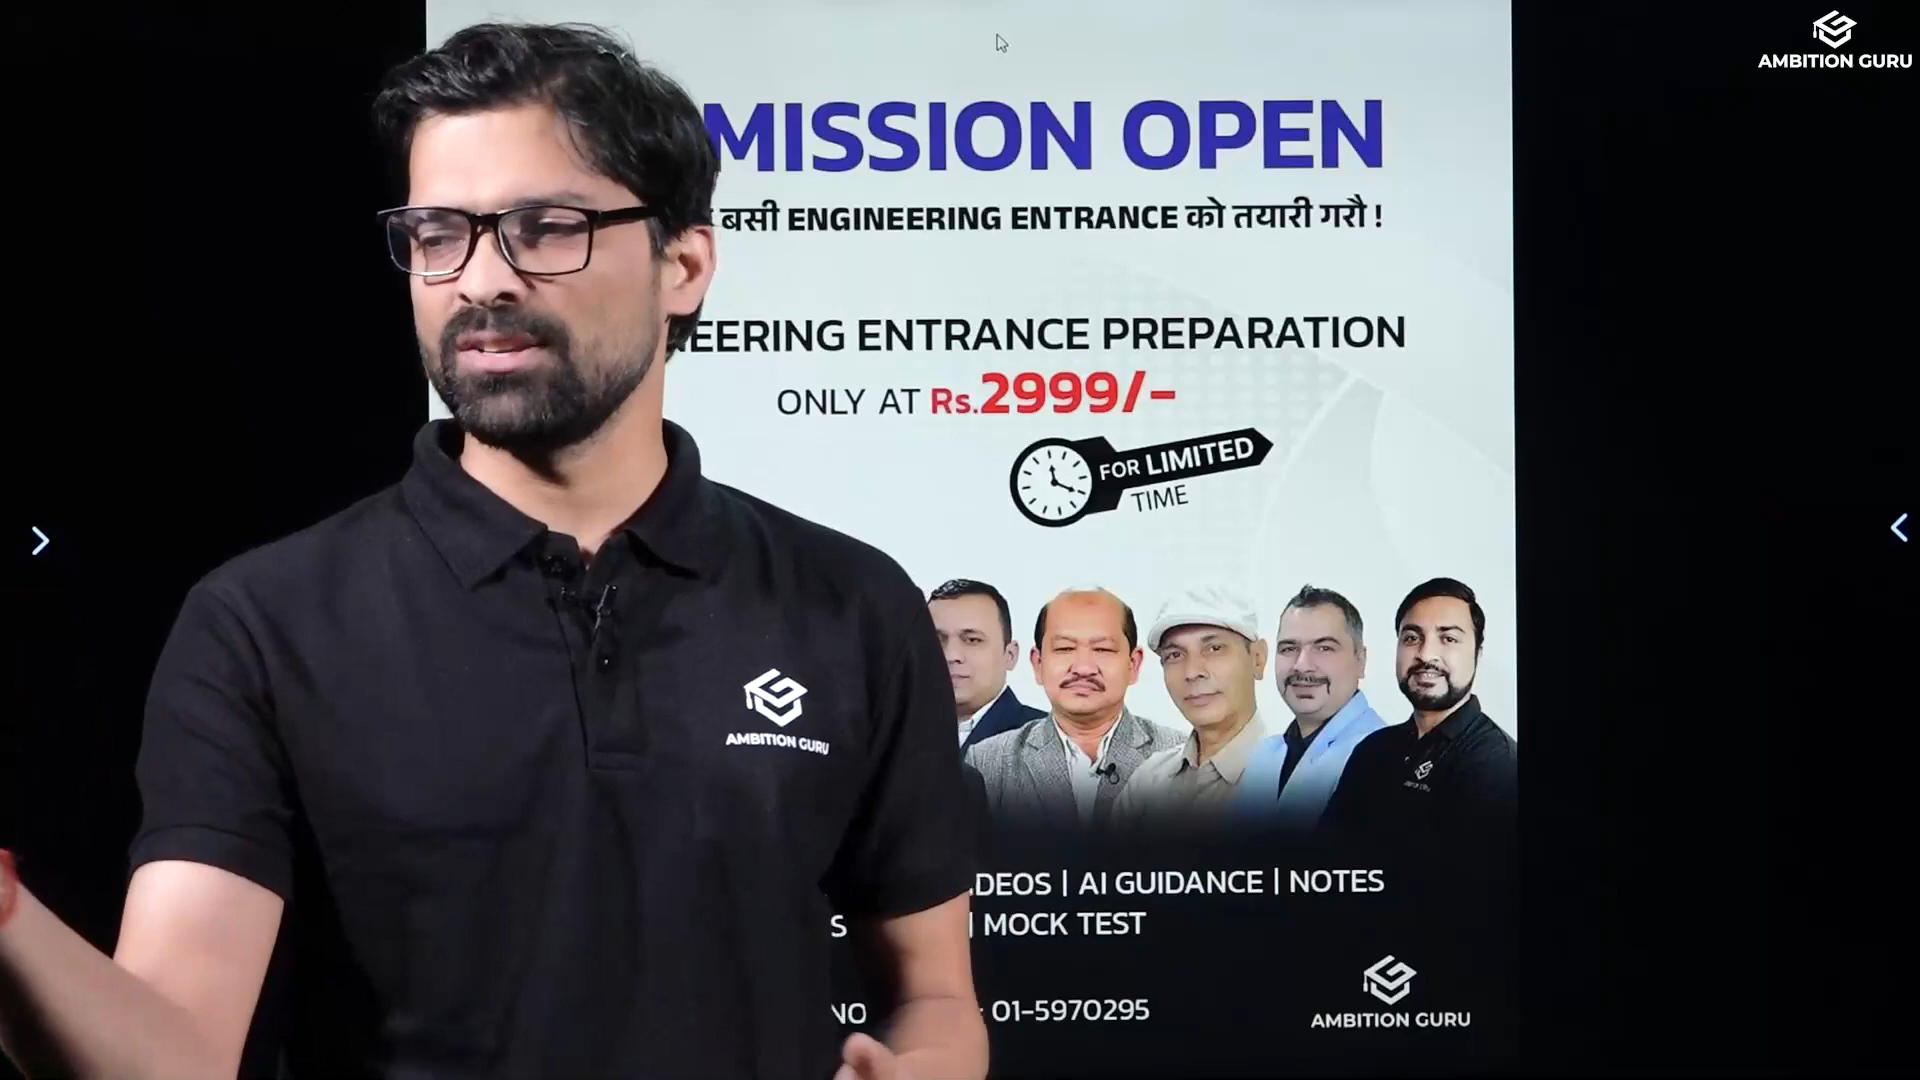 AMBITION GURU
MISSION OPEN
बसी ENGINEERING ENTRANCE को तयारी गरौ !
EERING ENTRANCE PREPARATION
ONLY AT Rs.2999/-
FOR LIMITED
TIME
AMBITION GURU
DEOS | AI GUIDANCE | NOTES
S | MOCK TEST
NO : 01-5970295
AMBITION GURU